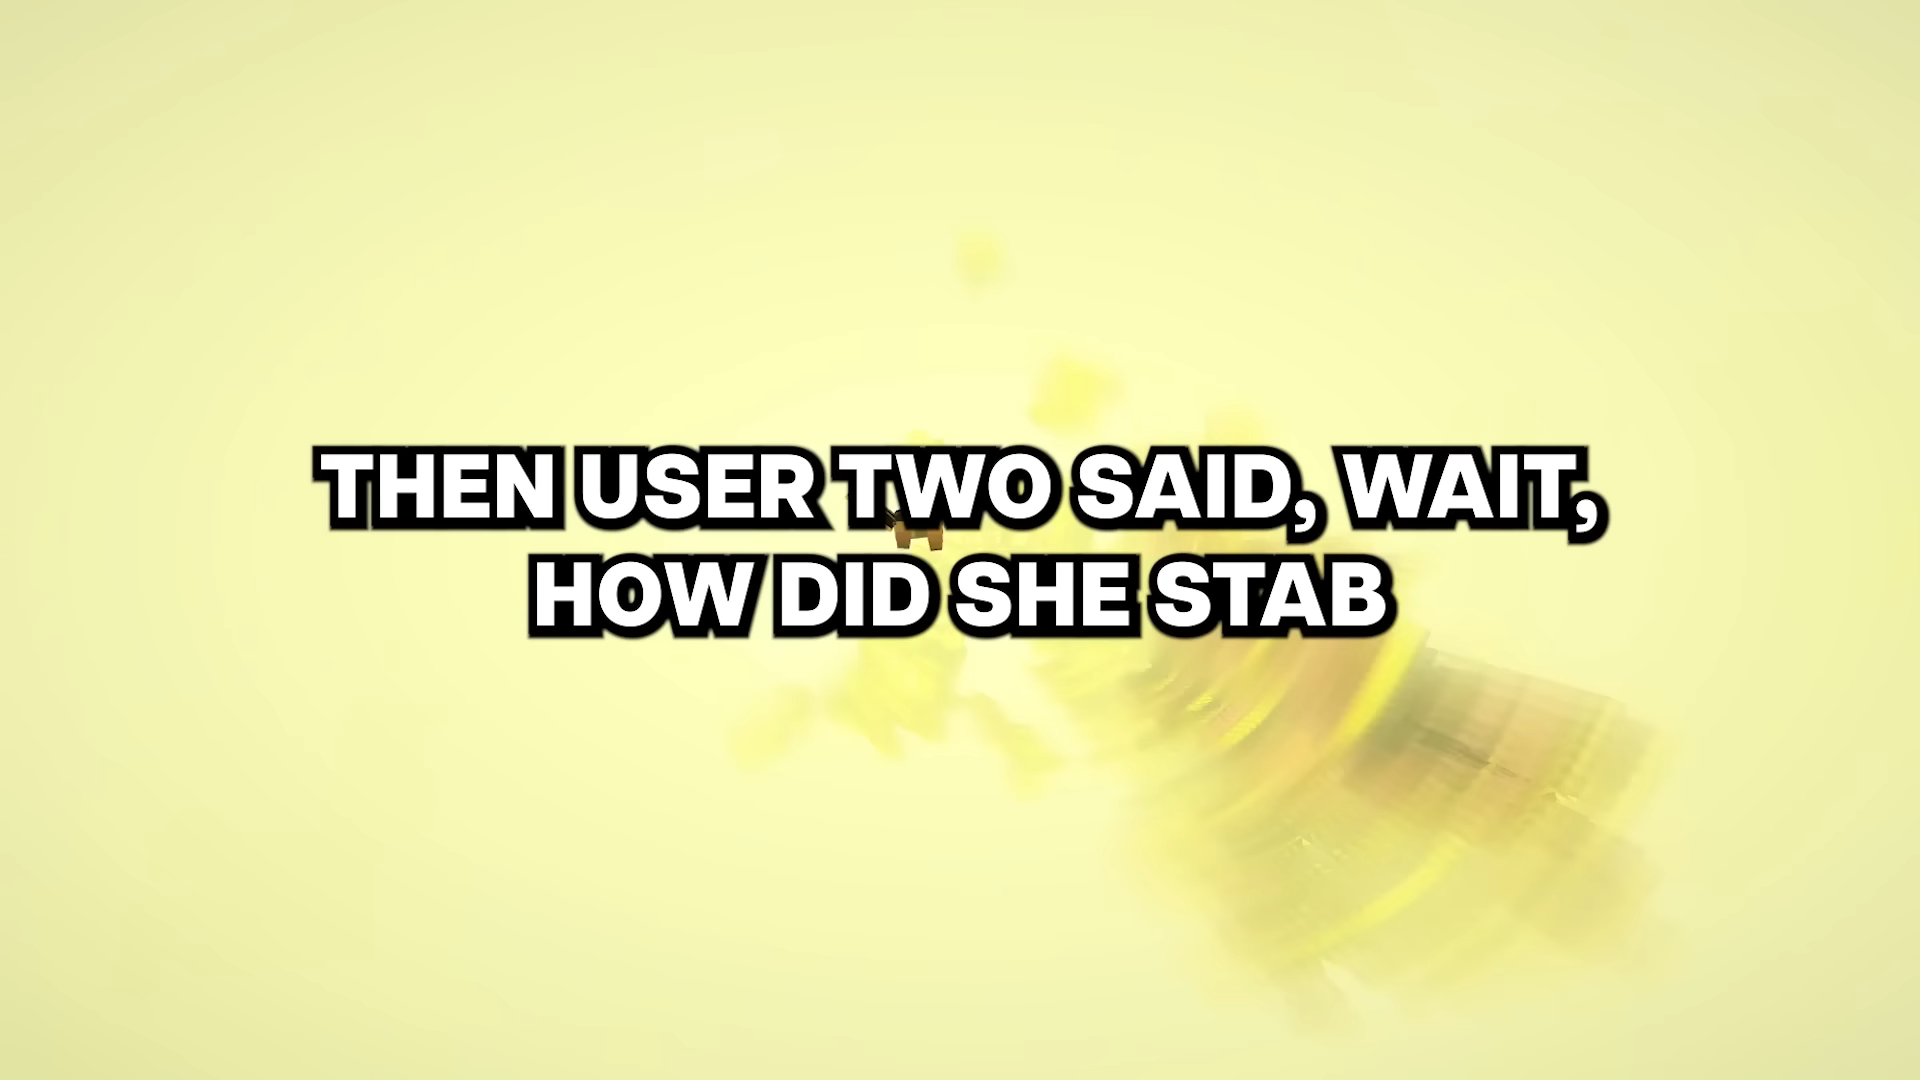 THEN USER TWO SAID, WAIT,
HOW DID SHE STAB